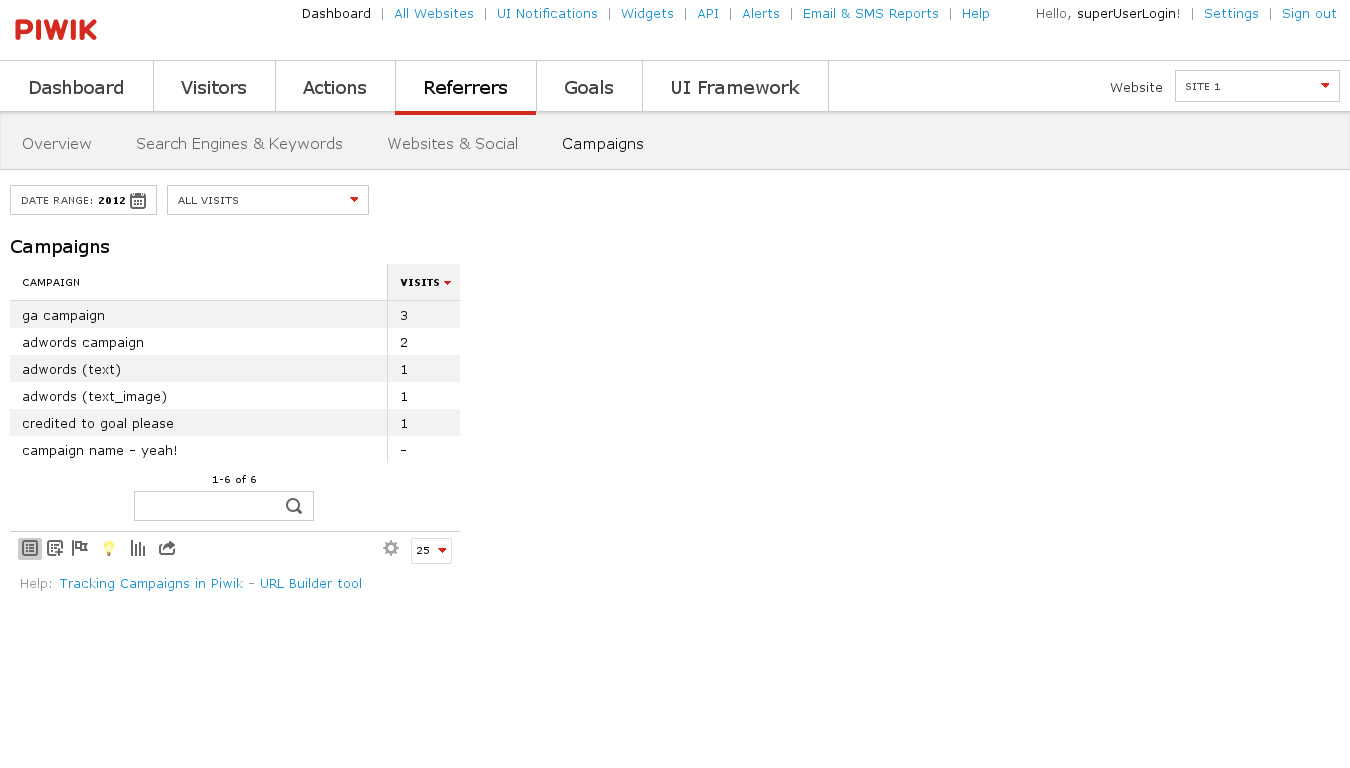 PIWIK
Dashboard | All Websites | UI Notifications | Widgets | API | Alerts | Email & SMS Reports | Help
Hello, superUserLogin! | Settings | Sign out
Dashboard Visitors Actions Referrers Goals UI Framework
Website SITE 1
Overview Search Engines & Keywords Websites & Social Campaigns
DATE RANGE: 2012 ALL VISITS
Campaigns
CAMPAIGN VISITS
ga campaign 3
adwords campaign 2
adwords (text) 1
adwords (text_image) 1
credited to goal please 1
campaign name - yeah! -
1-6 of 6
25
Help: Tracking Campaigns in Piwik - URL Builder tool